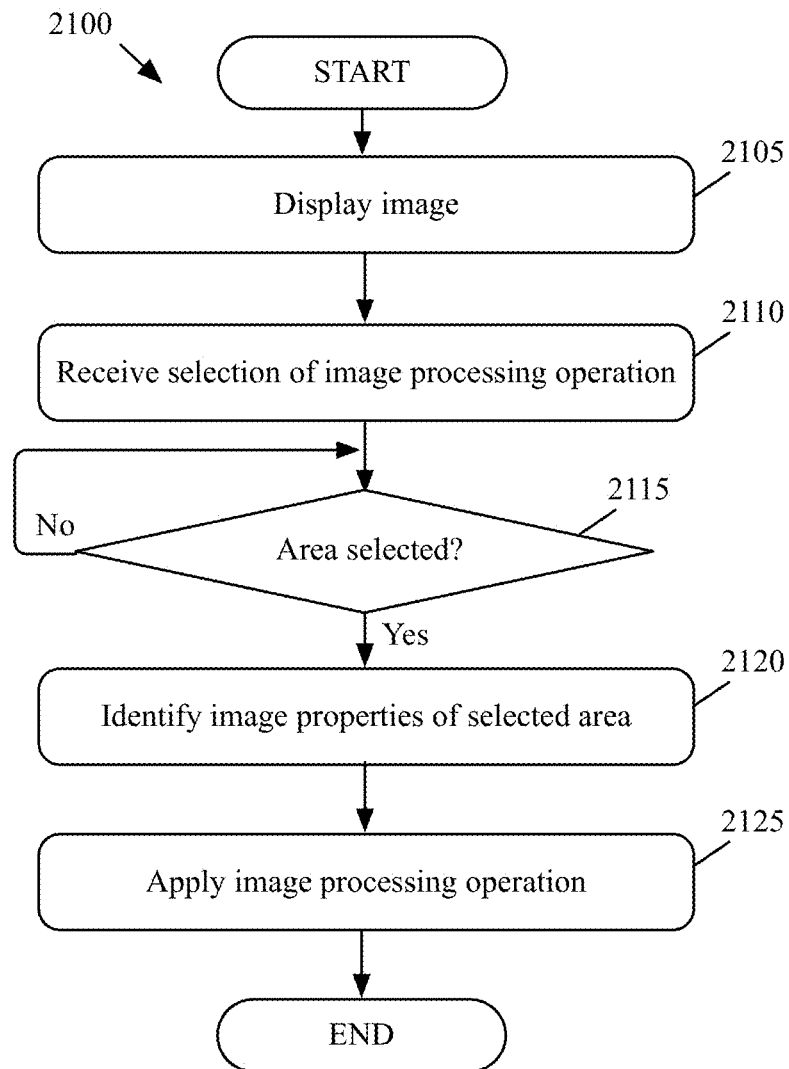 2100
START
2105
Display image
2110
Receive selection of image processing operation
2115
No
Area selected?
Yes
2120
Identify image properties of selected area
2125
Apply image processing operation
END